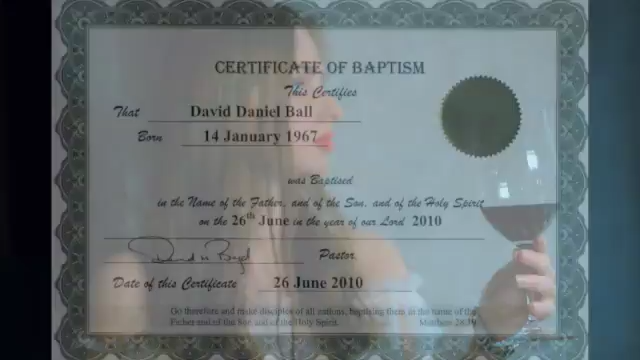 CERTIFICATE OF BAPTISM
This Certifies
That David Daniel Ball
Born 14 January 1967
was Baptised
in the Name of the Father, and of the Son, and of the Holy Spirit
on the 26th June in the year of our Lord 2010
Pastor
Date of this Certificate 26 June 2010
Go therefore and make disciples of all nations, baptising them in the name of the
Father and of the Son, and of the Holy Spirit. Matthew 28:19